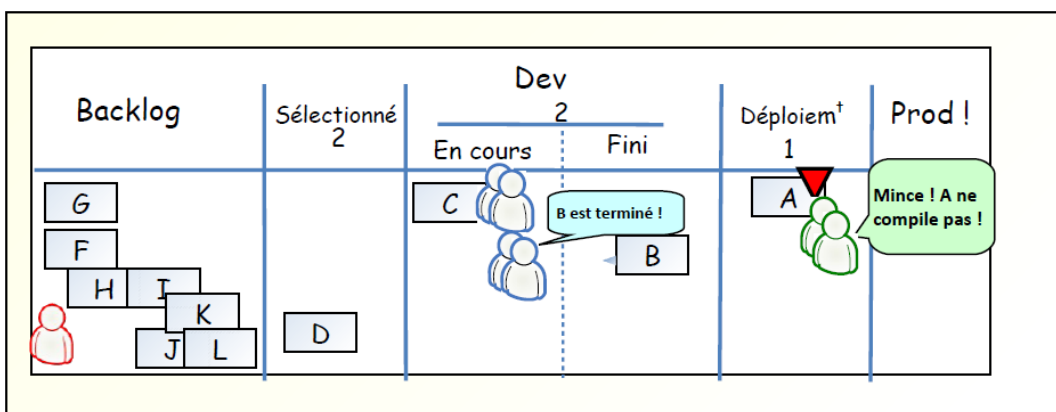 Backlog
Sélectionné
2
Dev
2
En cours
Fini
Déploiem†
1
Prod !
G
F
H
I
K
J
L
D
C
B est terminé !
B
A
Mince ! A ne
compile pas !